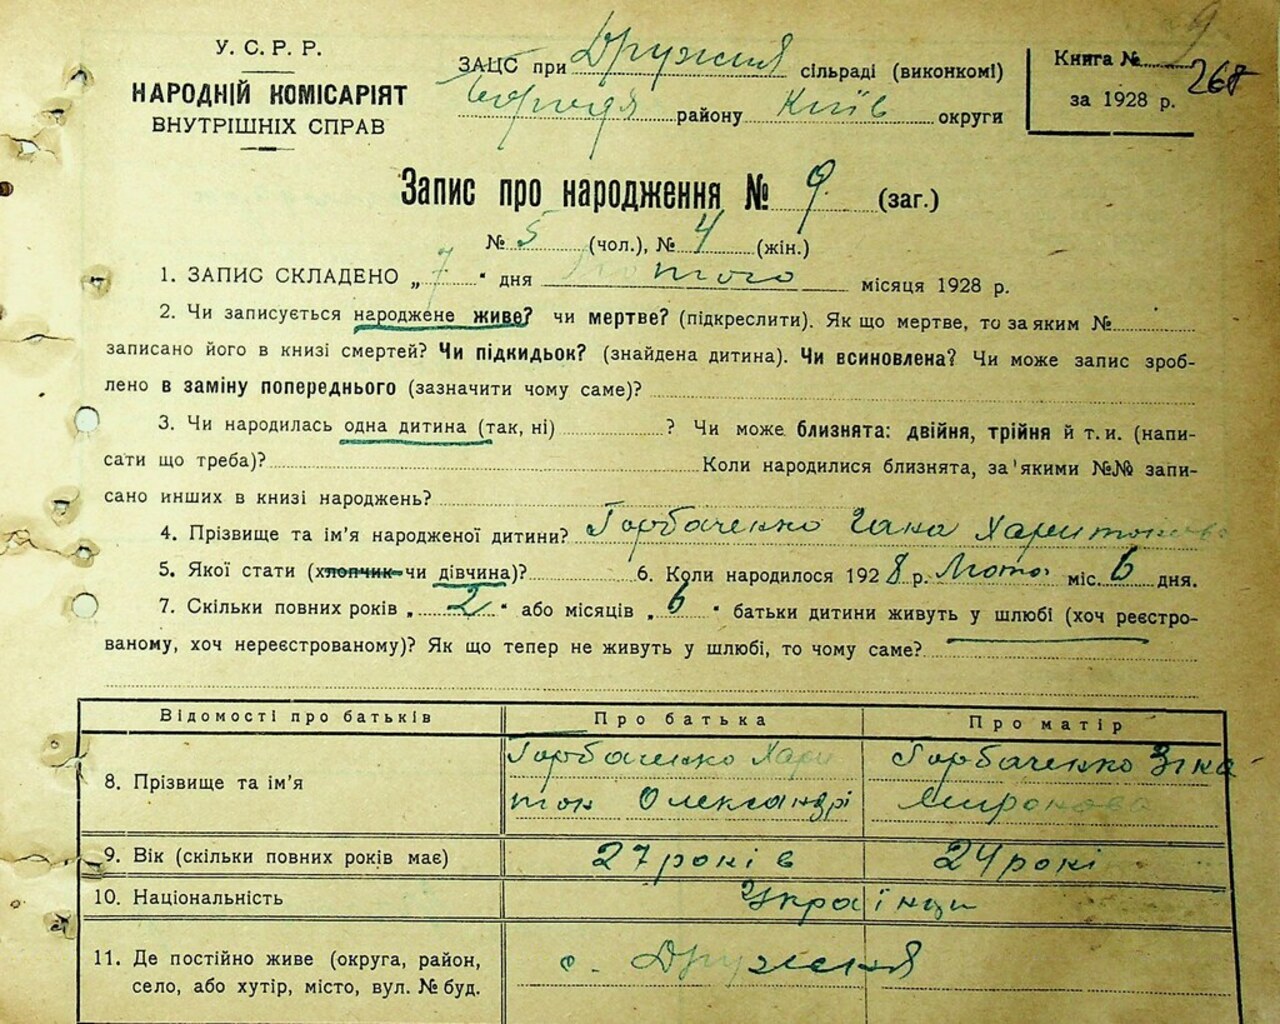 У. С. Р. Р.
НАРОДНІЙ КОМІСАРІЯТ
ВНУТРІШНІХ СПРАВ
ЗАЦС при Дружня сільраді (виконкомі)
району Київ округи
9
Книга № 268
за 1928 р.
Запис про народження № 9. (заг.)
№ 5 (чол.), № 4 (жін.)
1. ЗАПИС СКЛАДЕНО „7" дня Лютого місяця 1928 р.
2. Чи записується народжене живе? чи мертве? (підкреслити). Як що мертве, то за яким №
записано його в книзі смертей? Чи підкидьок? (знайдена дитина). Чи всиновлена? Чи може запис зроб-
лено в заміну попереднього (зазначити чому саме)?
3. Чи народилась одна дитина (так, ні) ? Чи може близнята: двійня, трійня й т. и. (напи-
сати що треба)? Коли народилися близнята, за якими №№ запи-
сано инших в книзі народжень?
4. Прізвище та ім'я народженої дитини? Горбаченко Гана Харитонова
5. Якої стати (хлопчик чи дівчина)? 6. Коли народилося 1928 р. Лютого міс. 6 дня.
7. Скільки повних років „2" або місяців „6" батьки дитини живуть у шлюбі (хоч реєстро-
ваному, хоч нереєстрованому)? Як що тепер не живуть у шлюбі, то чому саме?
Відомості про батьків Про батька Про матір
8. Прізвище та ім'я Горбаченко Хари тон Олександрі Горбаченко Зіна Миронова
9. Вік (скільки повних років має) 27 років 24 рокі
10. Національність Українци
11. Де постійно живе (округа, район,
село, або хутір, місто, вул. № буд. с. Дружня